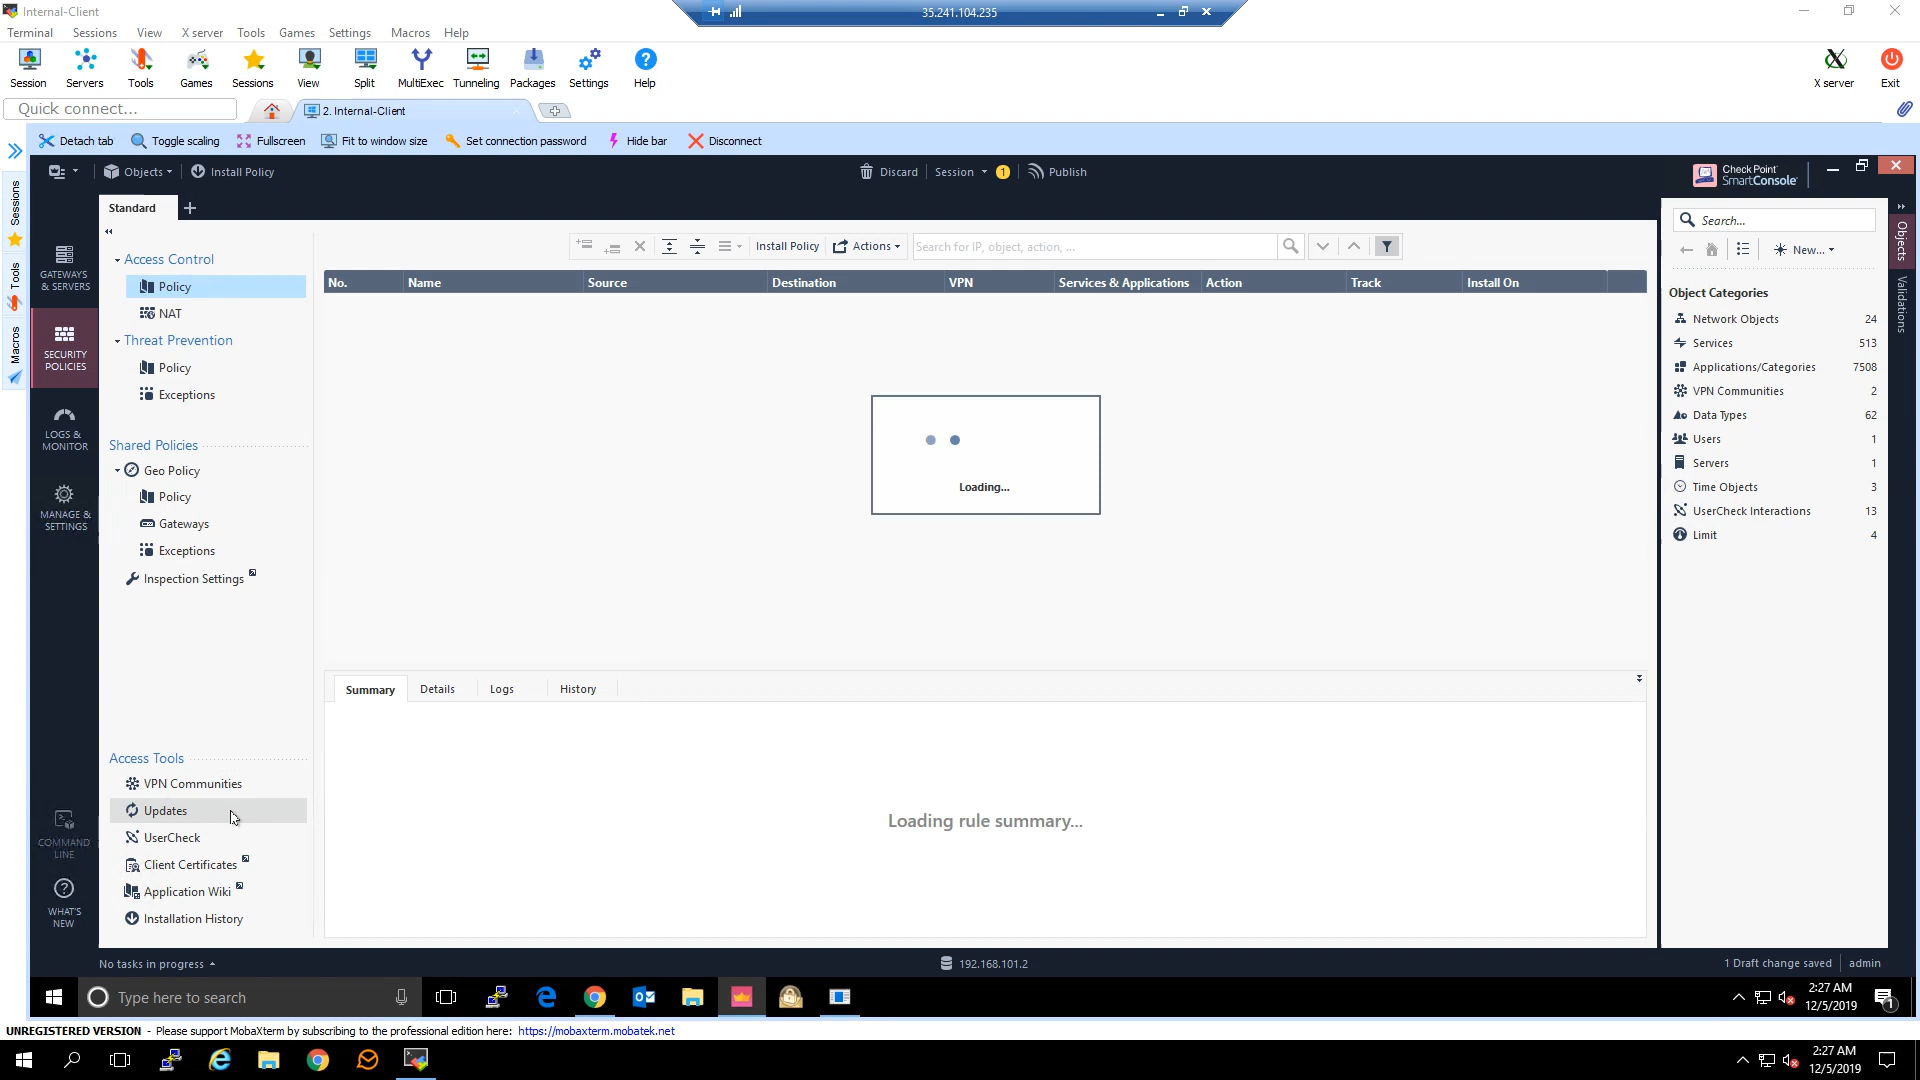 Internal-Client
35.241.104.235
Terminal Sessions View X server Tools Games Settings Macros Help
Session Servers Tools Games Sessions View Split MultiExec Tunneling Packages Settings Help X server Exit
Quick connect...
2. Internal-Client
Detach tab Toggle scaling Fullscreen Fit to window size Set connection password Hide bar Disconnect
Sessions
Tools
Macros
Objects Install Policy Discard Session 1 Publish
Check Point
SmartConsole
Standard
GATEWAYS
& SERVERS
SECURITY
POLICIES
LOGS &
MONITOR
MANAGE &
SETTINGS
COMMAND
LINE
WHAT'S
NEW
Access Control
Policy
NAT
Threat Prevention
Policy
Exceptions
Shared Policies
Geo Policy
Policy
Gateways
Exceptions
Inspection Settings
Access Tools
VPN Communities
Updates
UserCheck
Client Certificates
Application Wiki
Installation History
Install Policy Actions Search for IP, object, action, ...
No. Name Source Destination VPN Services & Applications Action Track Install On
Loading...
Summary Details Logs History
Loading rule summary...
Search...
New...
Object Categories
Network Objects 24
Services 513
Applications/Categories 7508
VPN Communities 2
Data Types 62
Users 1
Servers 1
Time Objects 3
UserCheck Interactions 13
Limit 4
Objects
Validations
No tasks in progress 192.168.101.2 1 Draft change saved admin
Type here to search
2:27 AM
12/5/2019
1
UNREGISTERED VERSION - Please support MobaXterm by subscribing to the professional edition here: https://mobaxterm.mobatek.net
2:27 AM
12/5/2019